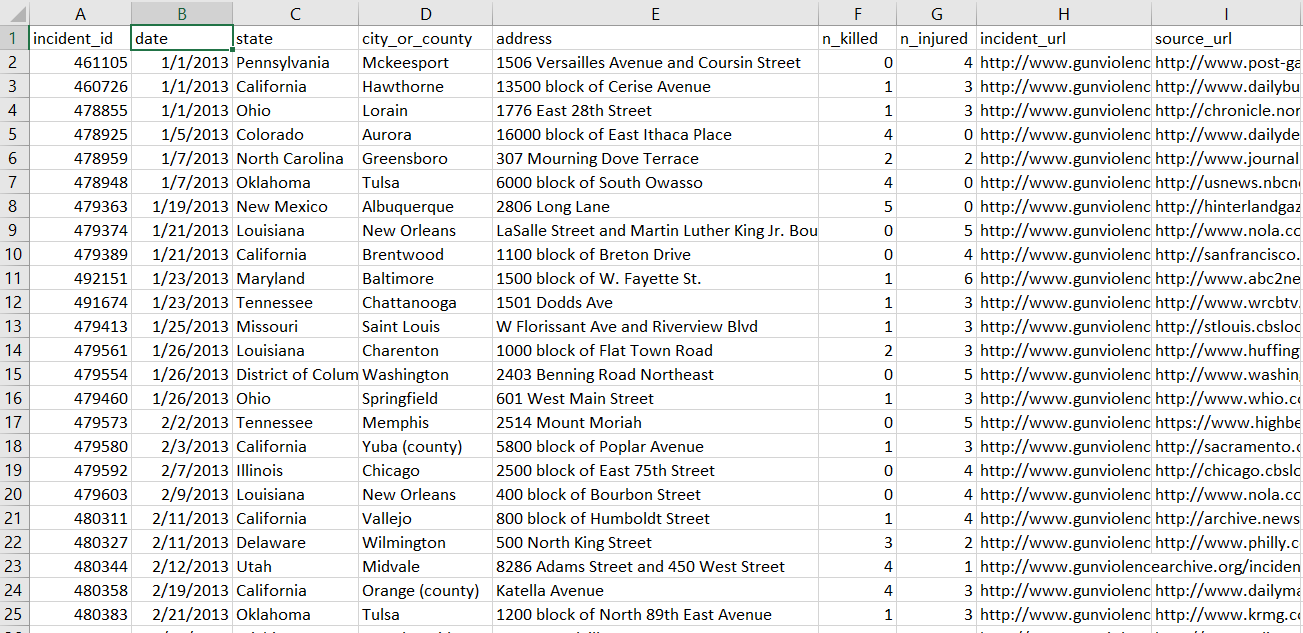 A B C D E F G H I
1 incident_id date state city_or_county address n_killed n_injured incident_url source_url
2 461105 1/1/2013 Pennsylvania Mckeesport 1506 Versailles Avenue and Coursin Street 0 4 http://www.gunviolenc http://www.post-ga
3 460726 1/1/2013 California Hawthorne 13500 block of Cerise Avenue 1 3 http://www.gunviolenc http://www.dailybu
4 478855 1/1/2013 Ohio Lorain 1776 East 28th Street 1 3 http://www.gunviolenc http://chronicle.nor
5 478925 1/5/2013 Colorado Aurora 16000 block of East Ithaca Place 4 0 http://www.gunviolenc http://www.dailyde
6 478959 1/7/2013 North Carolina Greensboro 307 Mourning Dove Terrace 2 2 http://www.gunviolenc http://www.journal
7 478948 1/7/2013 Oklahoma Tulsa 6000 block of South Owasso 4 0 http://www.gunviolenc http://usnews.nbcn
8 479363 1/19/2013 New Mexico Albuquerque 2806 Long Lane 5 0 http://www.gunviolenc http://hinterlandgaz
9 479374 1/21/2013 Louisiana New Orleans LaSalle Street and Martin Luther King Jr. Bou 0 5 http://www.gunviolenc http://www.nola.co
10 479389 1/21/2013 California Brentwood 1100 block of Breton Drive 0 4 http://www.gunviolenc http://sanfrancisco.
11 492151 1/23/2013 Maryland Baltimore 1500 block of W. Fayette St. 1 6 http://www.gunviolenc http://www.abc2ne
12 491674 1/23/2013 Tennessee Chattanooga 1501 Dodds Ave 1 3 http://www.gunviolenc http://www.wrcbtv.
13 479413 1/25/2013 Missouri Saint Louis W Florissant Ave and Riverview Blvd 1 3 http://www.gunviolenc http://stlouis.cbsloc
14 479561 1/26/2013 Louisiana Charenton 1000 block of Flat Town Road 2 3 http://www.gunviolenc http://www.huffing
15 479554 1/26/2013 District of Colum Washington 2403 Benning Road Northeast 0 5 http://www.gunviolenc http://www.washin
16 479460 1/26/2013 Ohio Springfield 601 West Main Street 1 3 http://www.gunviolenc http://www.whio.co
17 479573 2/2/2013 Tennessee Memphis 2514 Mount Moriah 0 5 http://www.gunviolenc https://www.highbe
18 479580 2/3/2013 California Yuba (county) 5800 block of Poplar Avenue 1 3 http://www.gunviolenc http://sacramento.c
19 479592 2/7/2013 Illinois Chicago 2500 block of East 75th Street 0 4 http://www.gunviolenc http://chicago.cbslo
20 479603 2/9/2013 Louisiana New Orleans 400 block of Bourbon Street 0 4 http://www.gunviolenc http://www.nola.co
21 480311 2/11/2013 California Vallejo 800 block of Humboldt Street 1 4 http://www.gunviolenc http://archive.news
22 480327 2/11/2013 Delaware Wilmington 500 North King Street 3 2 http://www.gunviolenc http://www.philly.c
23 480344 2/12/2013 Utah Midvale 8286 Adams Street and 450 West Street 4 1 http://www.gunviolencearchive.org/inciden
24 480358 2/19/2013 California Orange (county) Katella Avenue 4 3 http://www.gunviolenc http://www.dailyma
25 480383 2/21/2013 Oklahoma Tulsa 1200 block of North 89th East Avenue 1 3 http://www.gunviolenc http://www.krmg.c